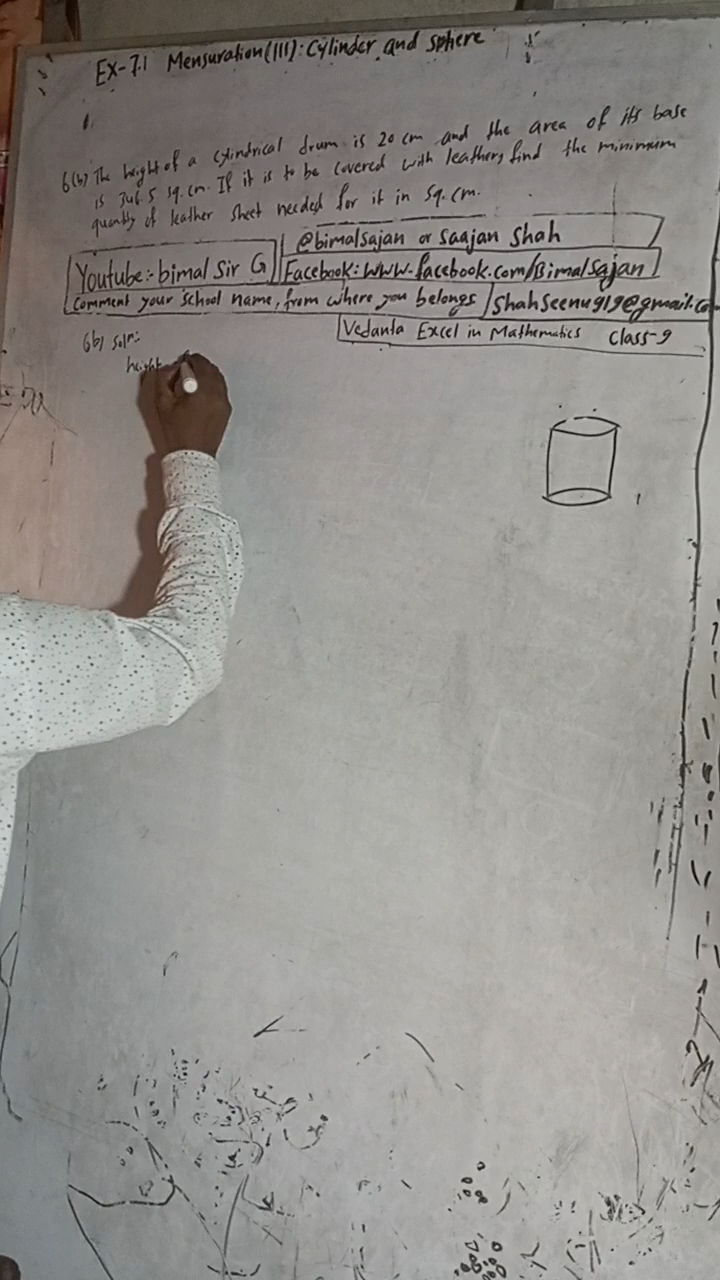 Ex-7.1 Mensuration(III): Cylinder and sphere
6(b) The height of a cylindrical drum is 20 cm and the area of its base
is 346.5 sq.cm. If it is to be covered with leathers, find the minimum
quantity of leather sheet needed for it in sq.cm.
@bimalsajan or Saajan Shah
Youtube:- bimal Sir G
Facebook: www.facebook.com/Bimalsajan
Comment your school name, from where you belongs
shahseenu919@gmail.co
Vedanta Excel in Mathematics Class-9
6b) soln:
height